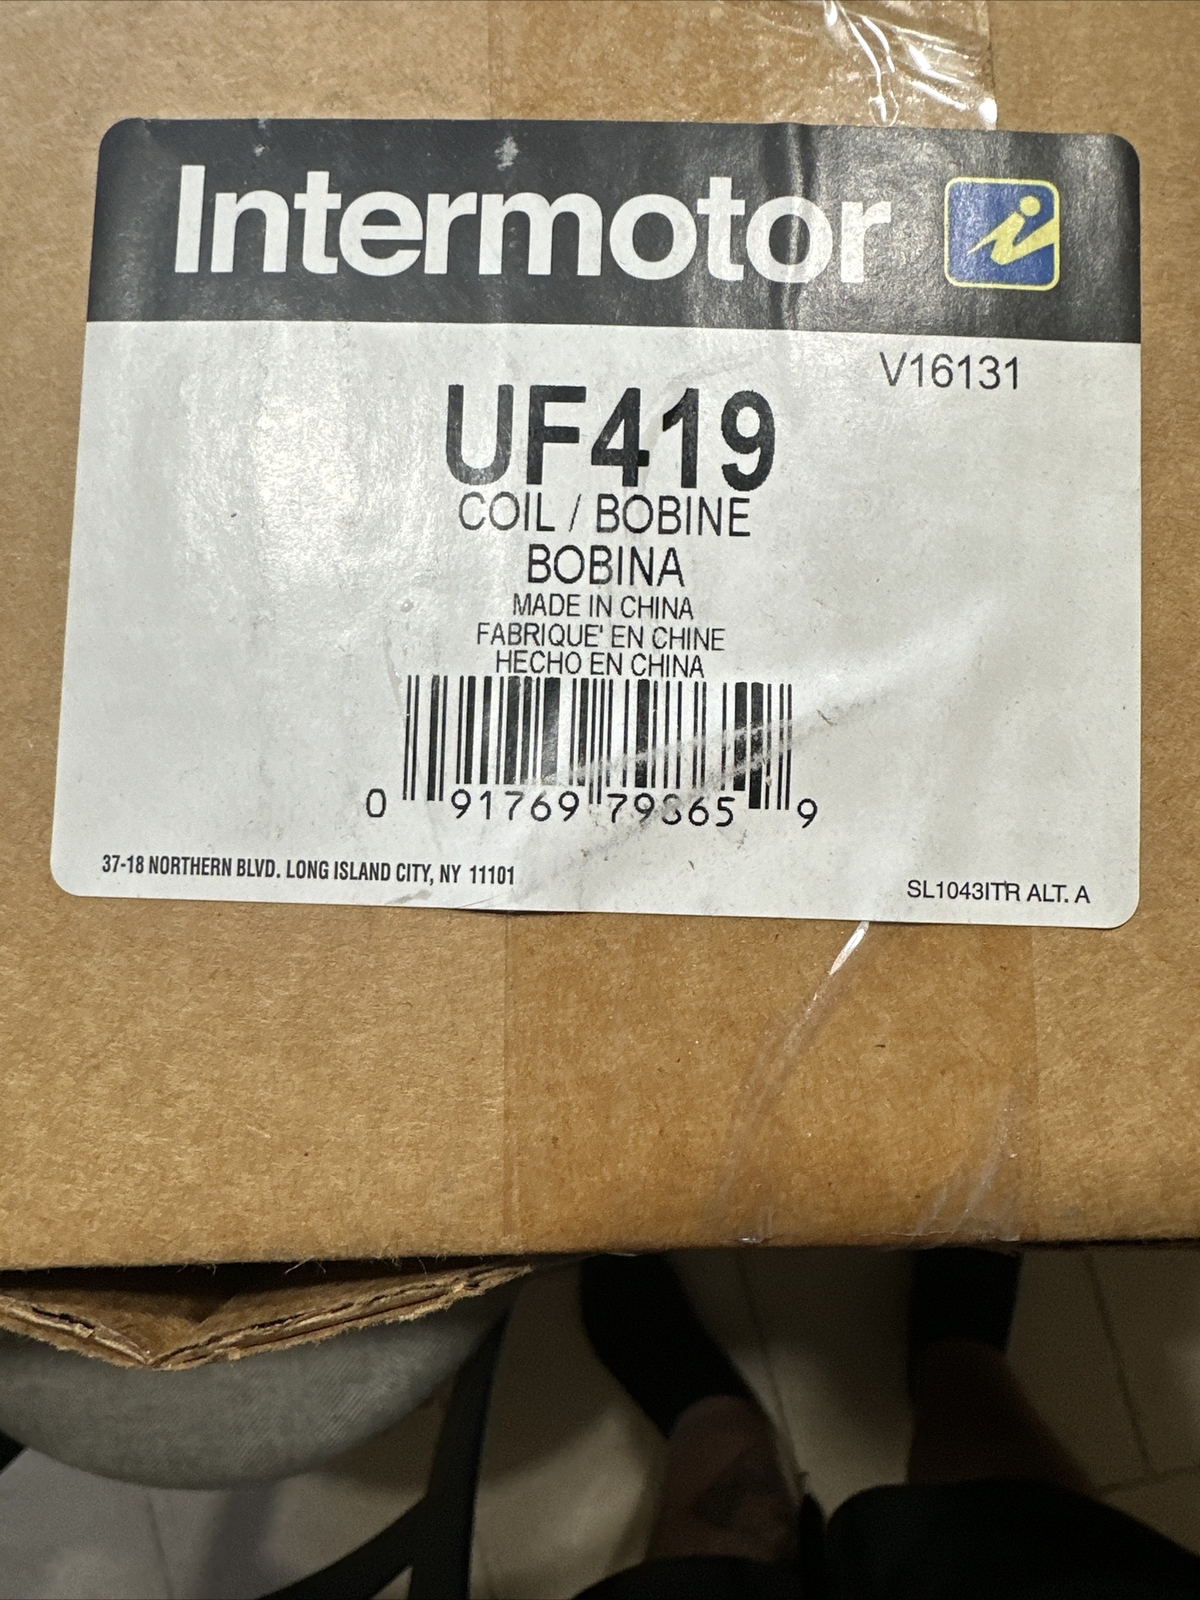 Intermotor
V16131
UF419
COIL / BOBINE
BOBINA
MADE IN CHINA
FABRIQUE' EN CHINE
HECHO EN CHINA
0 91769 79865 9
37-18 NORTHERN BLVD. LONG ISLAND CITY, NY 11101
SL1043ITR ALT. A